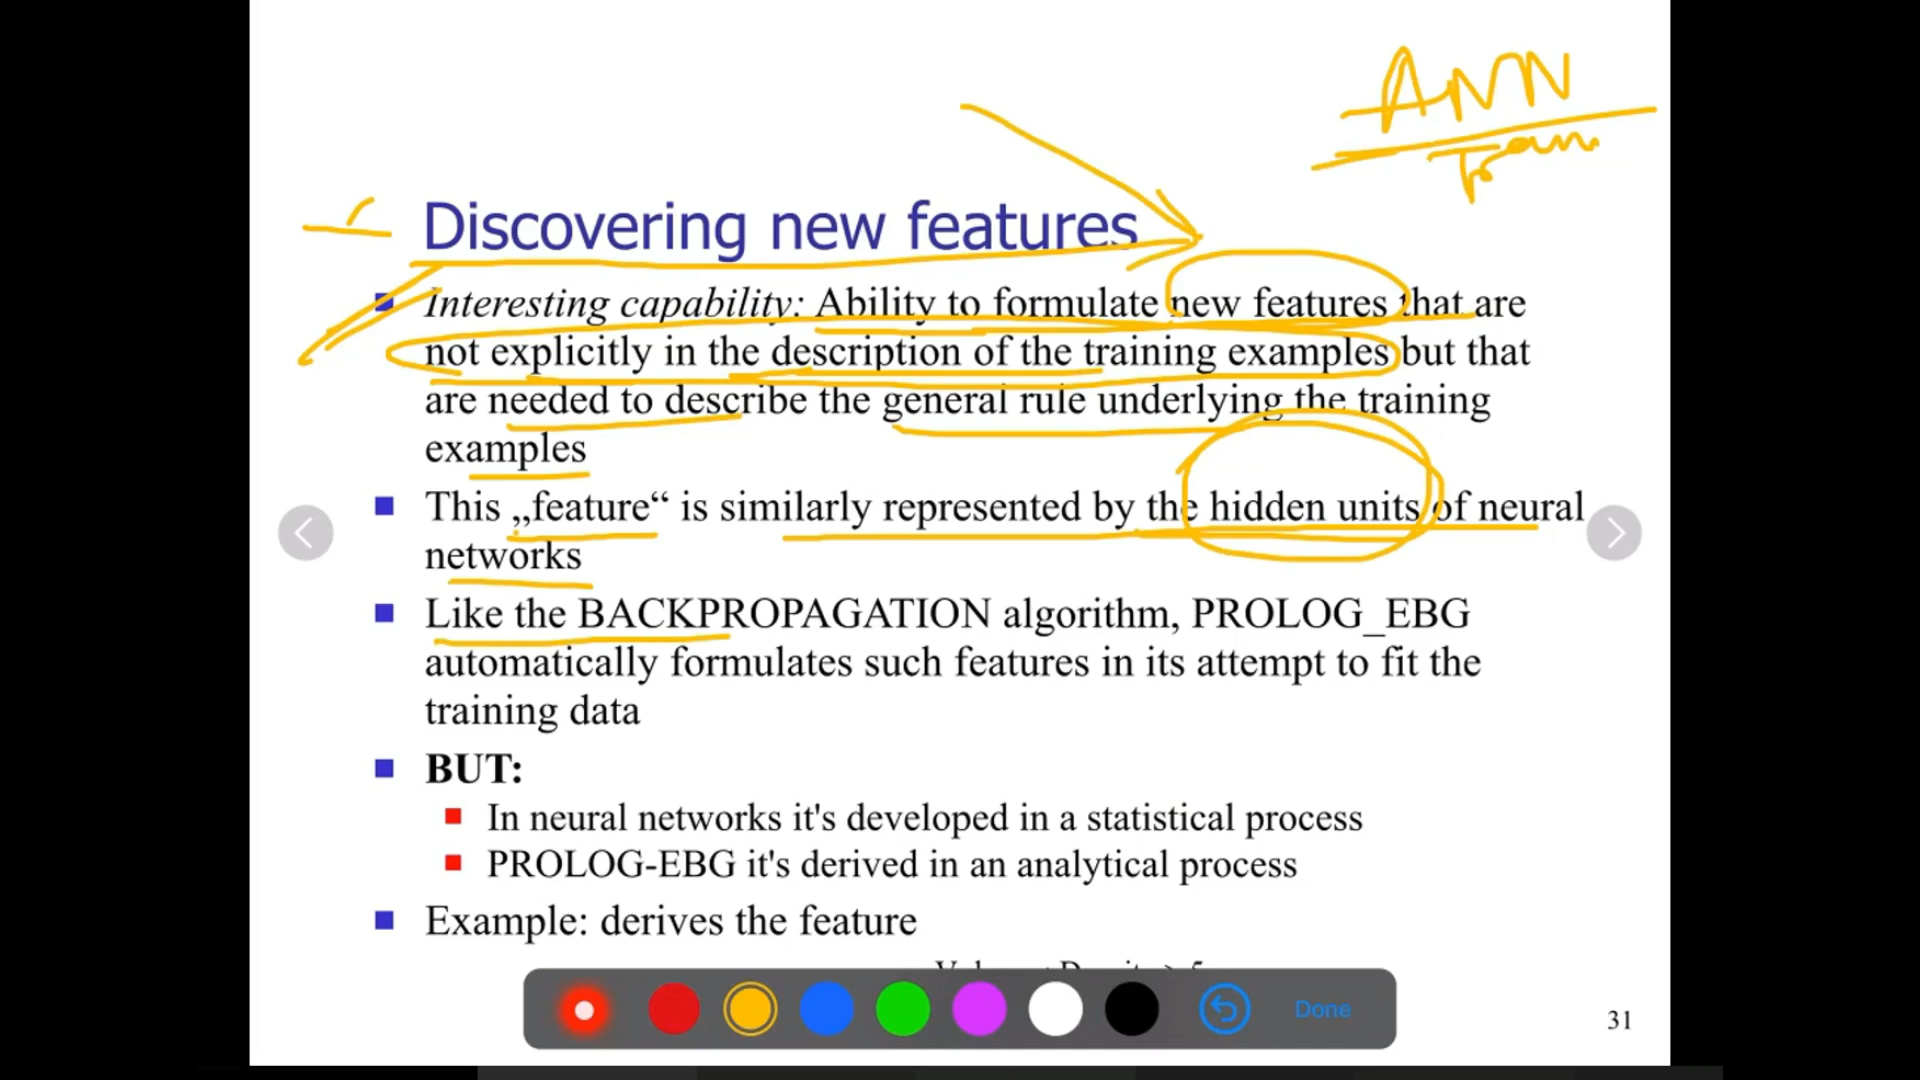 ANN
Discovering new features
Interesting capability: Ability to formulate new features that are
not explicitly in the description of the training examples but that
are needed to describe the general rule underlying the training
examples
This „feature“ is similarly represented by the hidden units of neural
networks
Like the BACKPROPAGATION algorithm, PROLOG_EBG
automatically formulates such features in its attempt to fit the
training data
BUT:
In neural networks it's developed in a statistical process
PROLOG-EBG it's derived in an analytical process
Example: derives the feature
Done
31